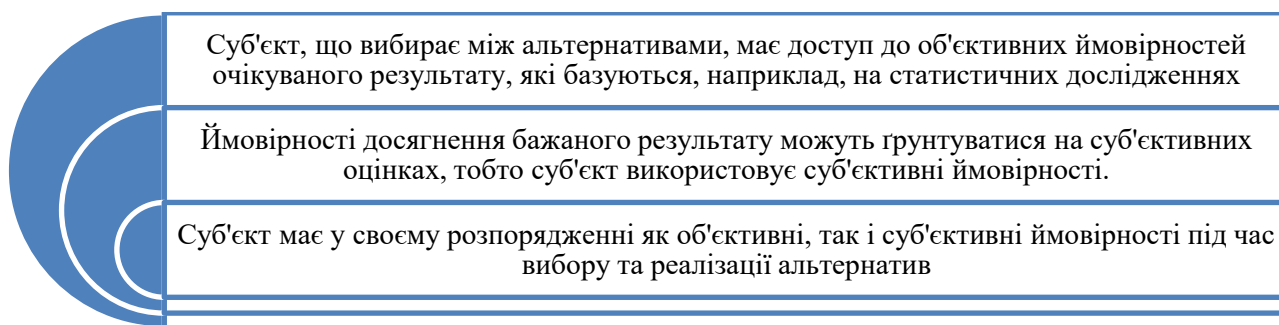 Суб'єкт, що вибирає між альтернативами, має доступ до об'єктивних ймовірностей
очікуваного результату, які базуються, наприклад, на статистичних дослідженнях
Ймовірності досягнення бажаного результату можуть ґрунтуватися на суб'єктивних
оцінках, тобто суб'єкт використовує суб'єктивні ймовірності.
Суб'єкт має у своєму розпорядженні як об'єктивні, так і суб'єктивні ймовірності під час
вибору та реалізації альтернатив